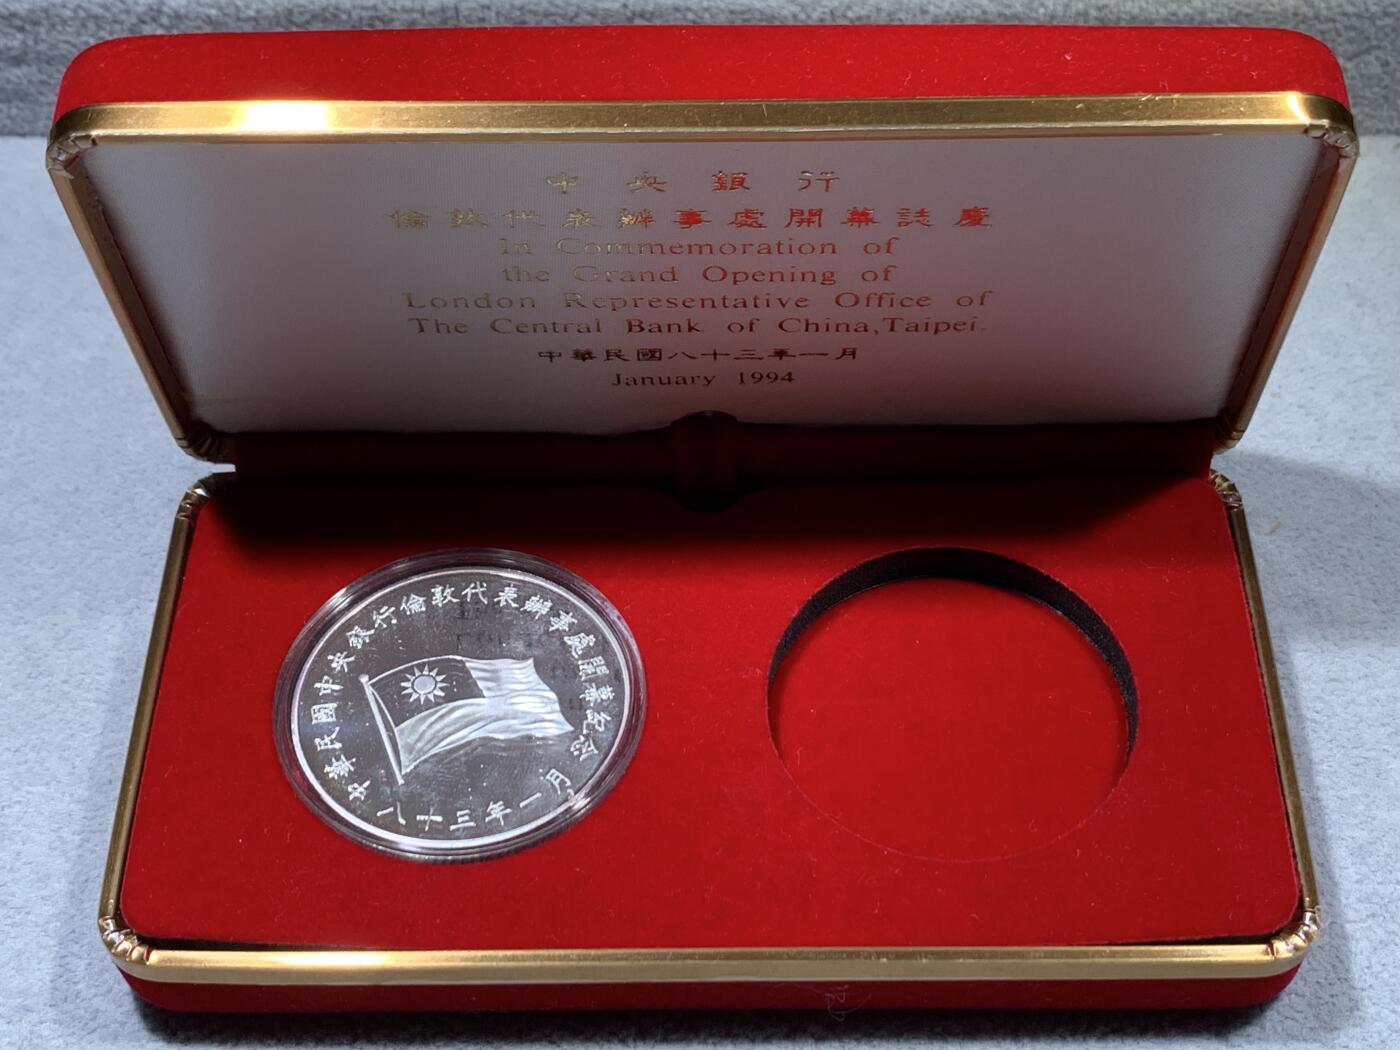 中央銀行
倫敦代表辦事處開幕誌慶
In Commemoration of
the Grand Opening of
London Representative Office of
The Central Bank of China,Taipei.
中華民國八十三年一月
January 1994
中華民國中央銀行倫敦代表辦事處開幕紀念
八十三年一月